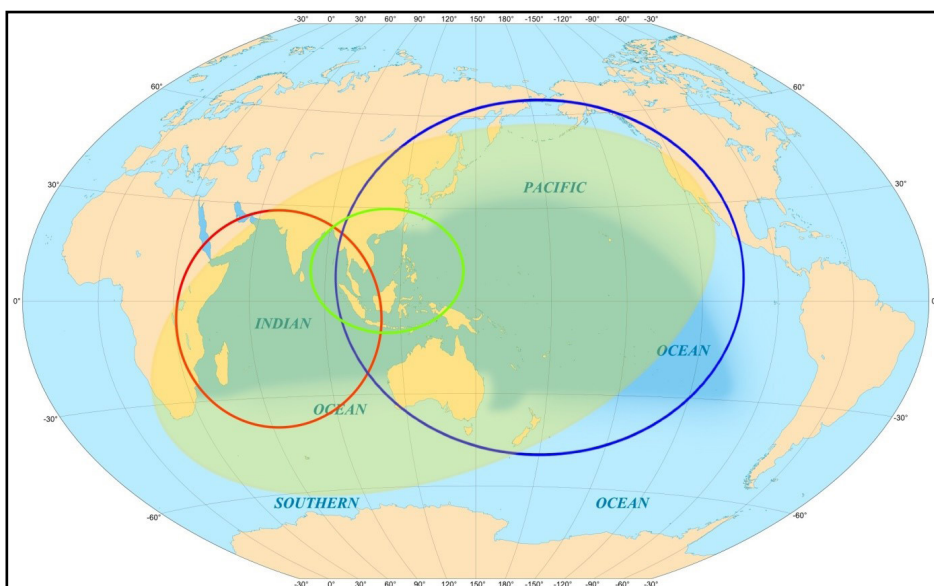 -30° 0° 30° 60° 90° 120° 150° 180° -150° -120° -90° -60° -30°
60° 60°
PACIFIC
30° 30°
0° 0°
INDIAN
OCEAN
OCEAN
-30° -30°
SOUTHERN OCEAN
-60° -60°
-30° 0° 30° 60° 90° 120° 150° 180° -150° -120° -90° -60° -30°